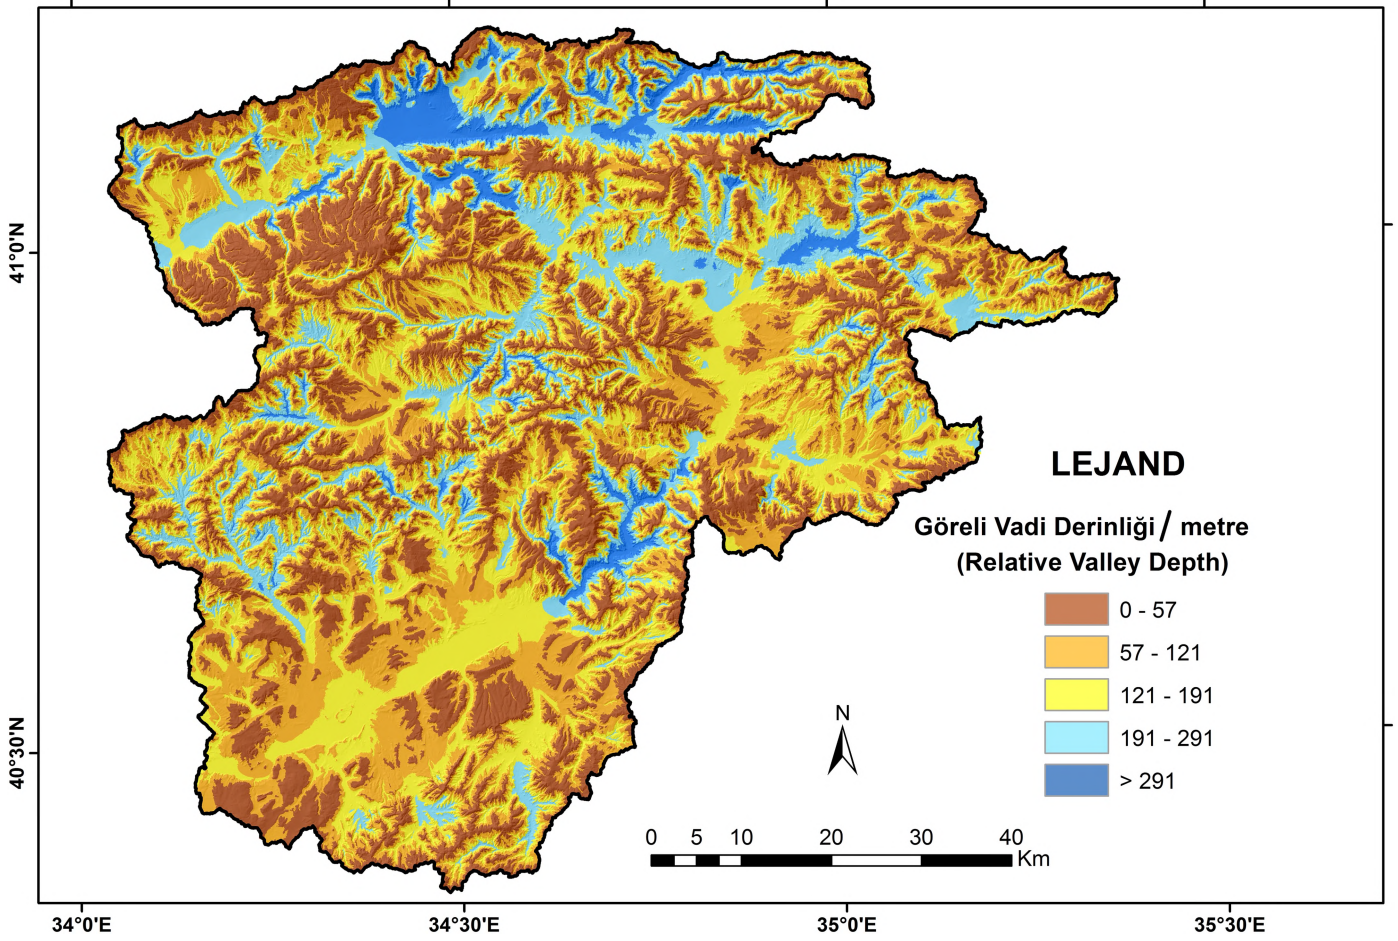 41°0'N
40°30'N
LEJAND
Göreli Vadi Derinliği / metre
(Relative Valley Depth)
0 - 57
57 - 121
121 - 191
191 - 291
> 291
N
0 5 10 20 30 40
Km
34°0'E 34°30'E 35°0'E 35°30'E